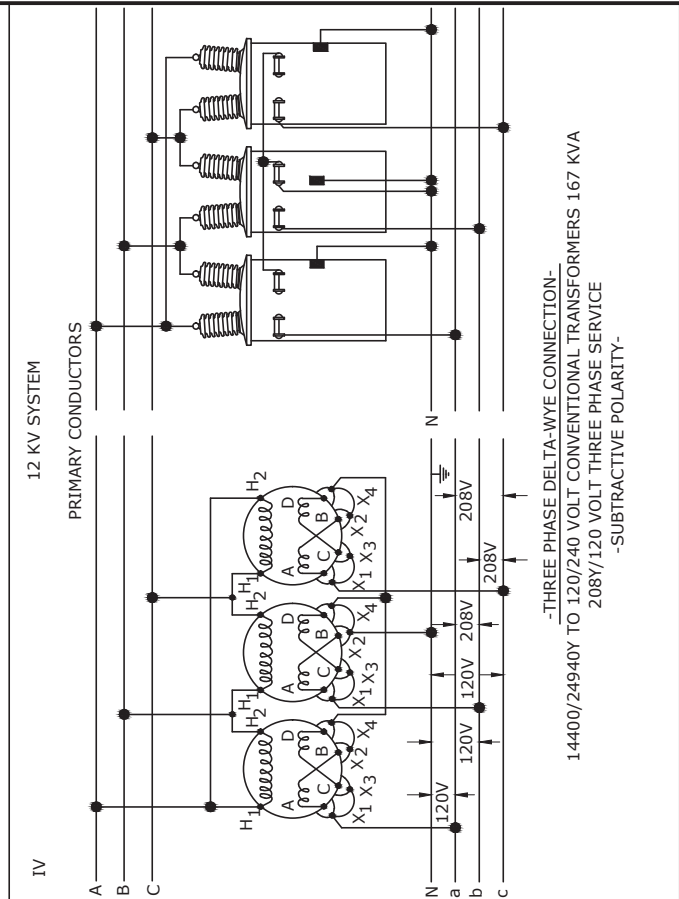 IV
12 KV SYSTEM
PRIMARY CONDUCTORS
A
B
C
H1 H2 H1 H2 H1 H2
A D A D A D
C B C B C B
X1 X3 X2 X4 X1 X3 X2 X4 X1 X3 X2 X4
N
N
a
b
c
120V
120V
120V
208V
208V
208V
-THREE PHASE DELTA-WYE CONNECTION-
14400/24940Y TO 120/240 VOLT CONVENTIONAL TRANSFORMERS 167 KVA
208Y/120 VOLT THREE PHASE SERVICE
-SUBTRACTIVE POLARITY-